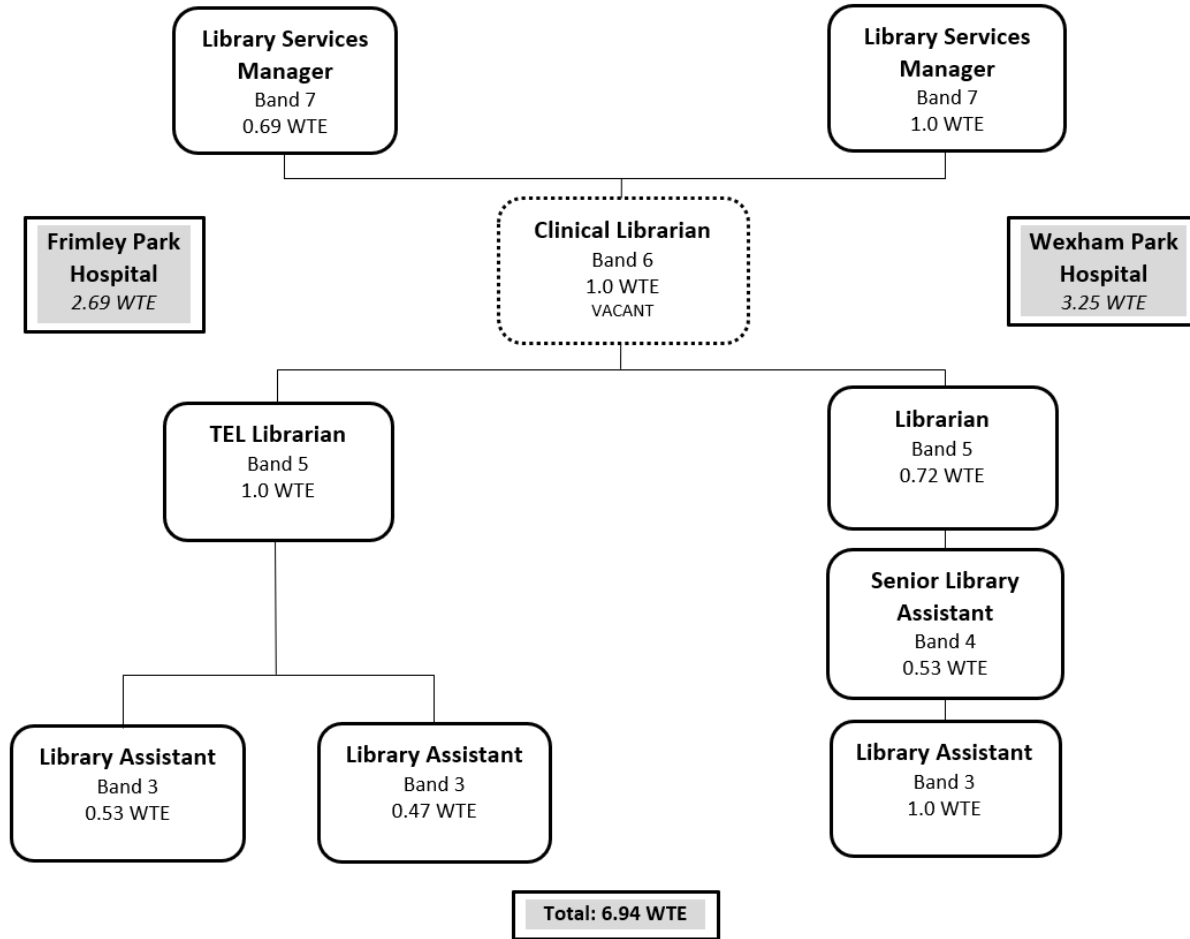 Library Services
Manager
Band 7
0.69 WTE
Library Services
Manager
Band 7
1.0 WTE
Frimley Park
Hospital
2.69 WTE
Clinical Librarian
Band 6
1.0 WTE
VACANT
Wexham Park
Hospital
3.25 WTE
TEL Librarian
Band 5
1.0 WTE
Librarian
Band 5
0.72 WTE
Senior Library
Assistant
Band 4
0.53 WTE
Library Assistant
Band 3
0.53 WTE
Library Assistant
Band 3
0.47 WTE
Library Assistant
Band 3
1.0 WTE
Total: 6.94 WTE